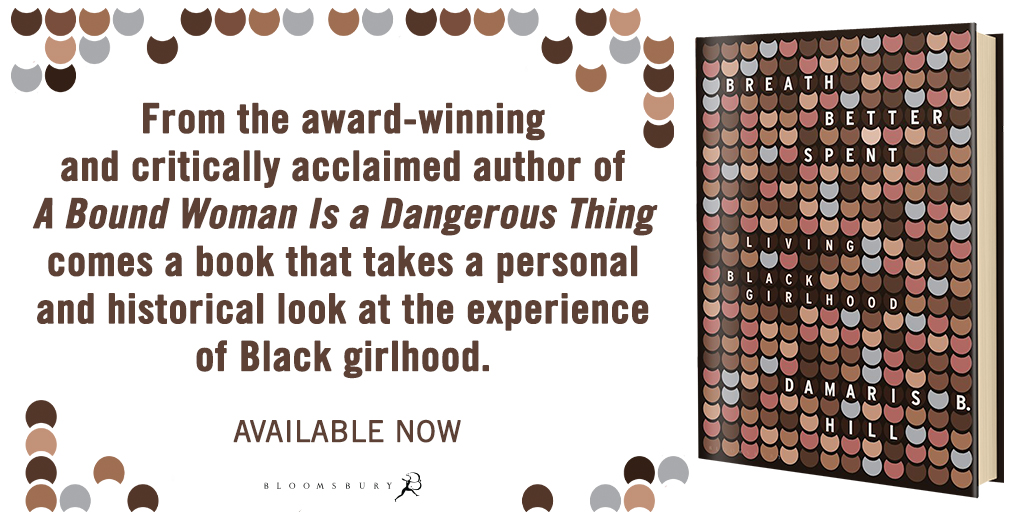 From the award-winning
and critically acclaimed author of
A Bound Woman Is a Dangerous Thing
comes a book that takes a personal
and historical look at the experience
of Black girlhood.
AVAILABLE NOW
BLOOMSBURY
BREATH
BETTER
SPENT
LIVING
BLACK
GIRLHOOD
DAMARIS B.
HILL